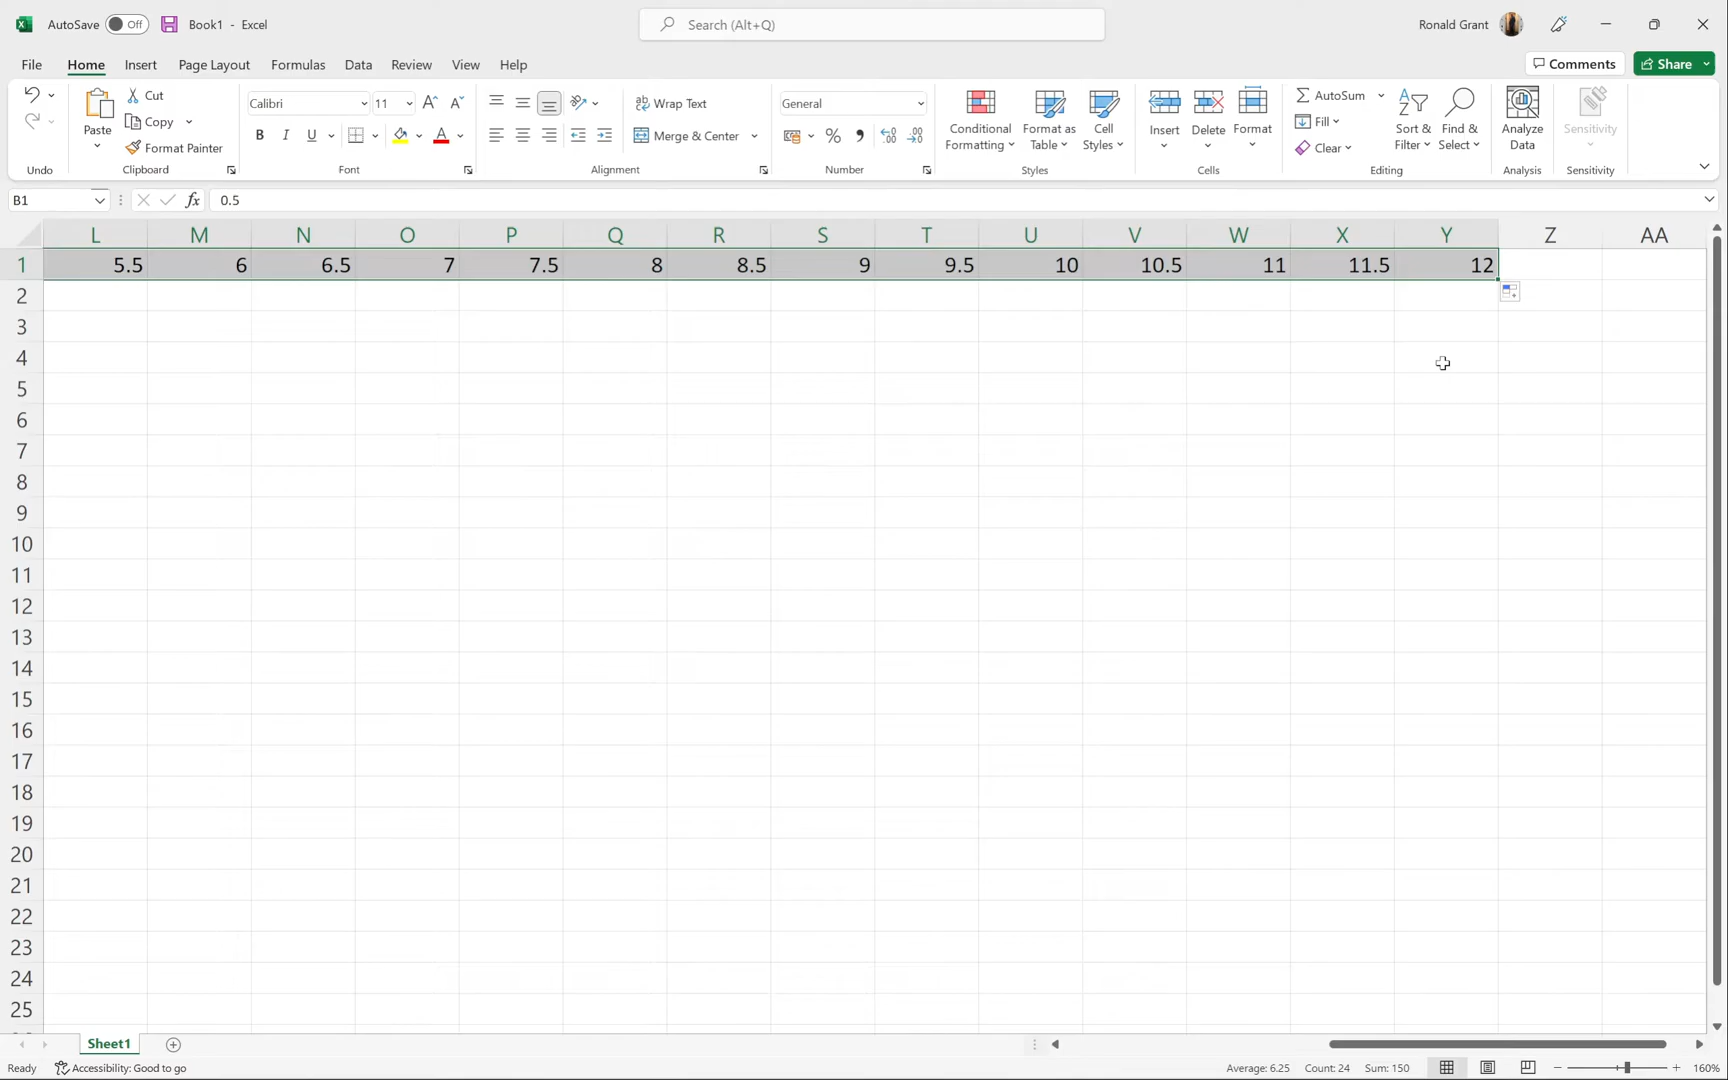 AutoSave Off Book1 - Excel Search (Alt+Q) Ronald Grant
File Home Insert Page Layout Formulas Data Review View Help Comments Share
Paste Cut Copy Format Painter
Calibri 11 B I U
Wrap Text Merge & Center
General % ,
Conditional Formatting Format as Table Cell Styles
Insert Delete Format
AutoSum Fill Clear Sort & Filter Find & Select
Analyze Data Sensitivity
Undo Clipboard Font Alignment Number Styles Cells Editing Analysis Sensitivity
B1 fx 0.5
L M N O P Q R S T U V W X Y Z AA
1 5.5 6 6.5 7 7.5 8 8.5 9 9.5 10 10.5 11 11.5 12
2
3
4
5
6
7
8
9
10
11
12
13
14
15
16
17
18
19
20
21
22
23
24
25
Sheet1
Ready Accessibility: Good to go Average: 6.25 Count: 24 Sum: 150 160%